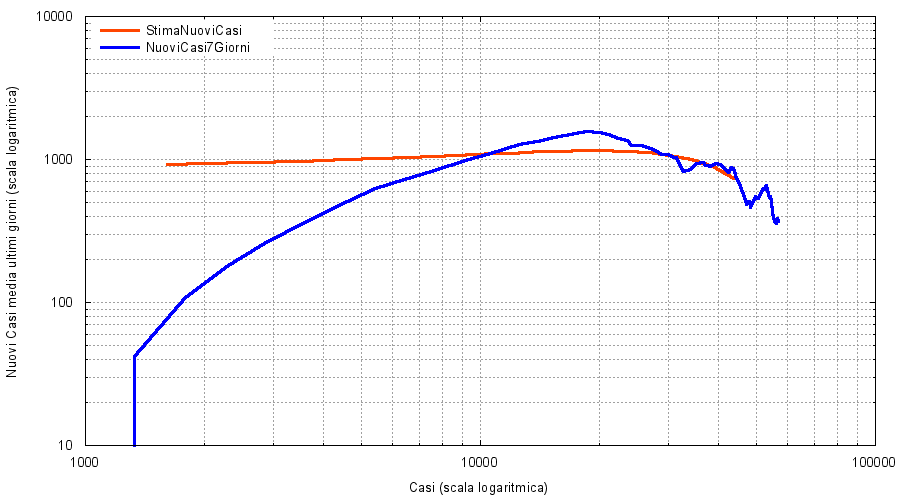 10000
StimaNuoviCasi
NuoviCasi7Giorni
1000
100
10
Nuovi Casi media ultimi giorni (scala logaritmica)
1000
10000
100000
Casi (scala logaritmica)